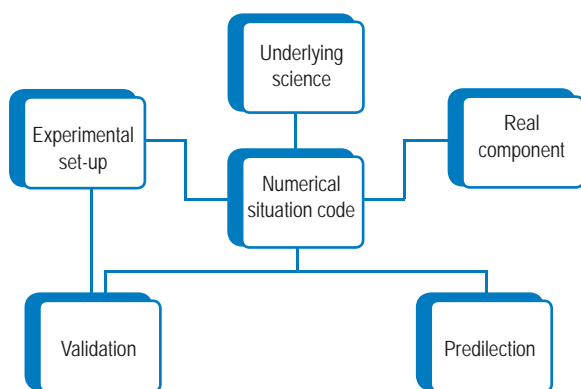 Underlying
science
Experimental
set-up
Real
component
Numerical
situation code
Validation
Predilection